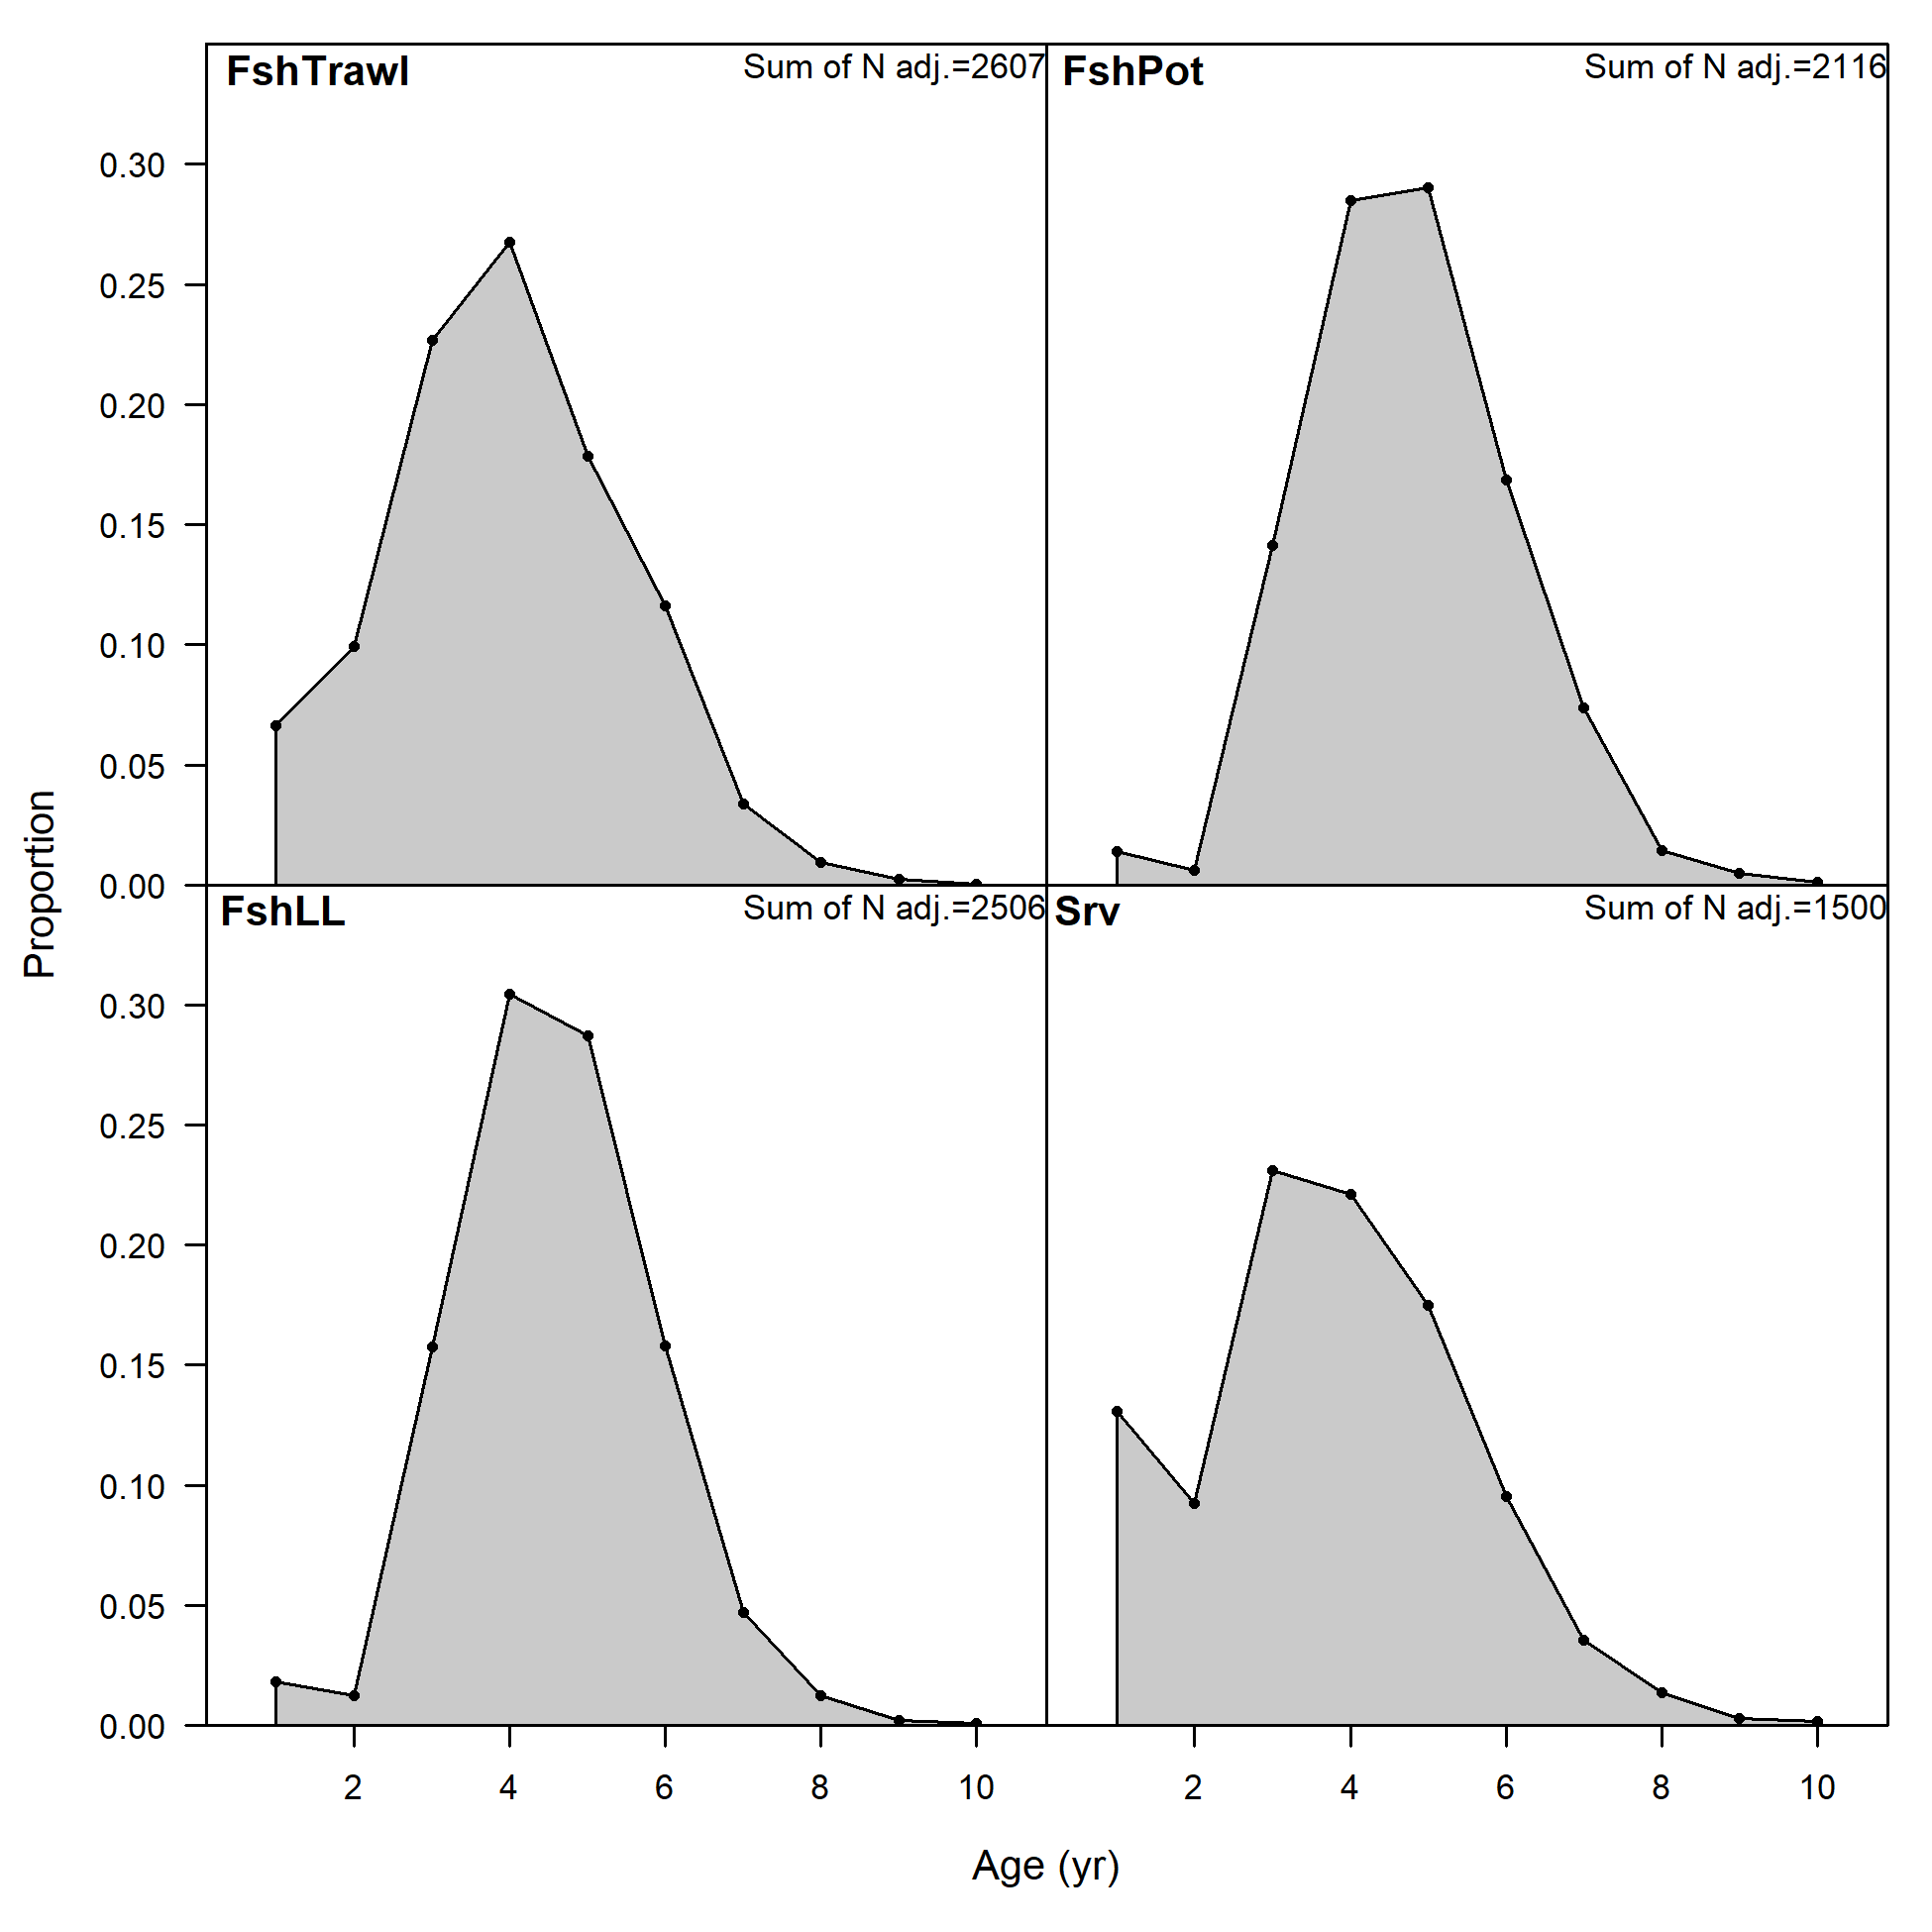 FshTrawl
Sum of N adj.=2607
FshPot
Sum of N adj.=2116
0.30
0.25
0.20
0.15
0.10
0.05
0.00
FshLL
Sum of N adj.=2506
Srv
Sum of N adj.=1500
0.30
0.25
0.20
0.15
0.10
0.05
0.00
Proportion
2 4 6 8 10
2 4 6 8 10
Age (yr)